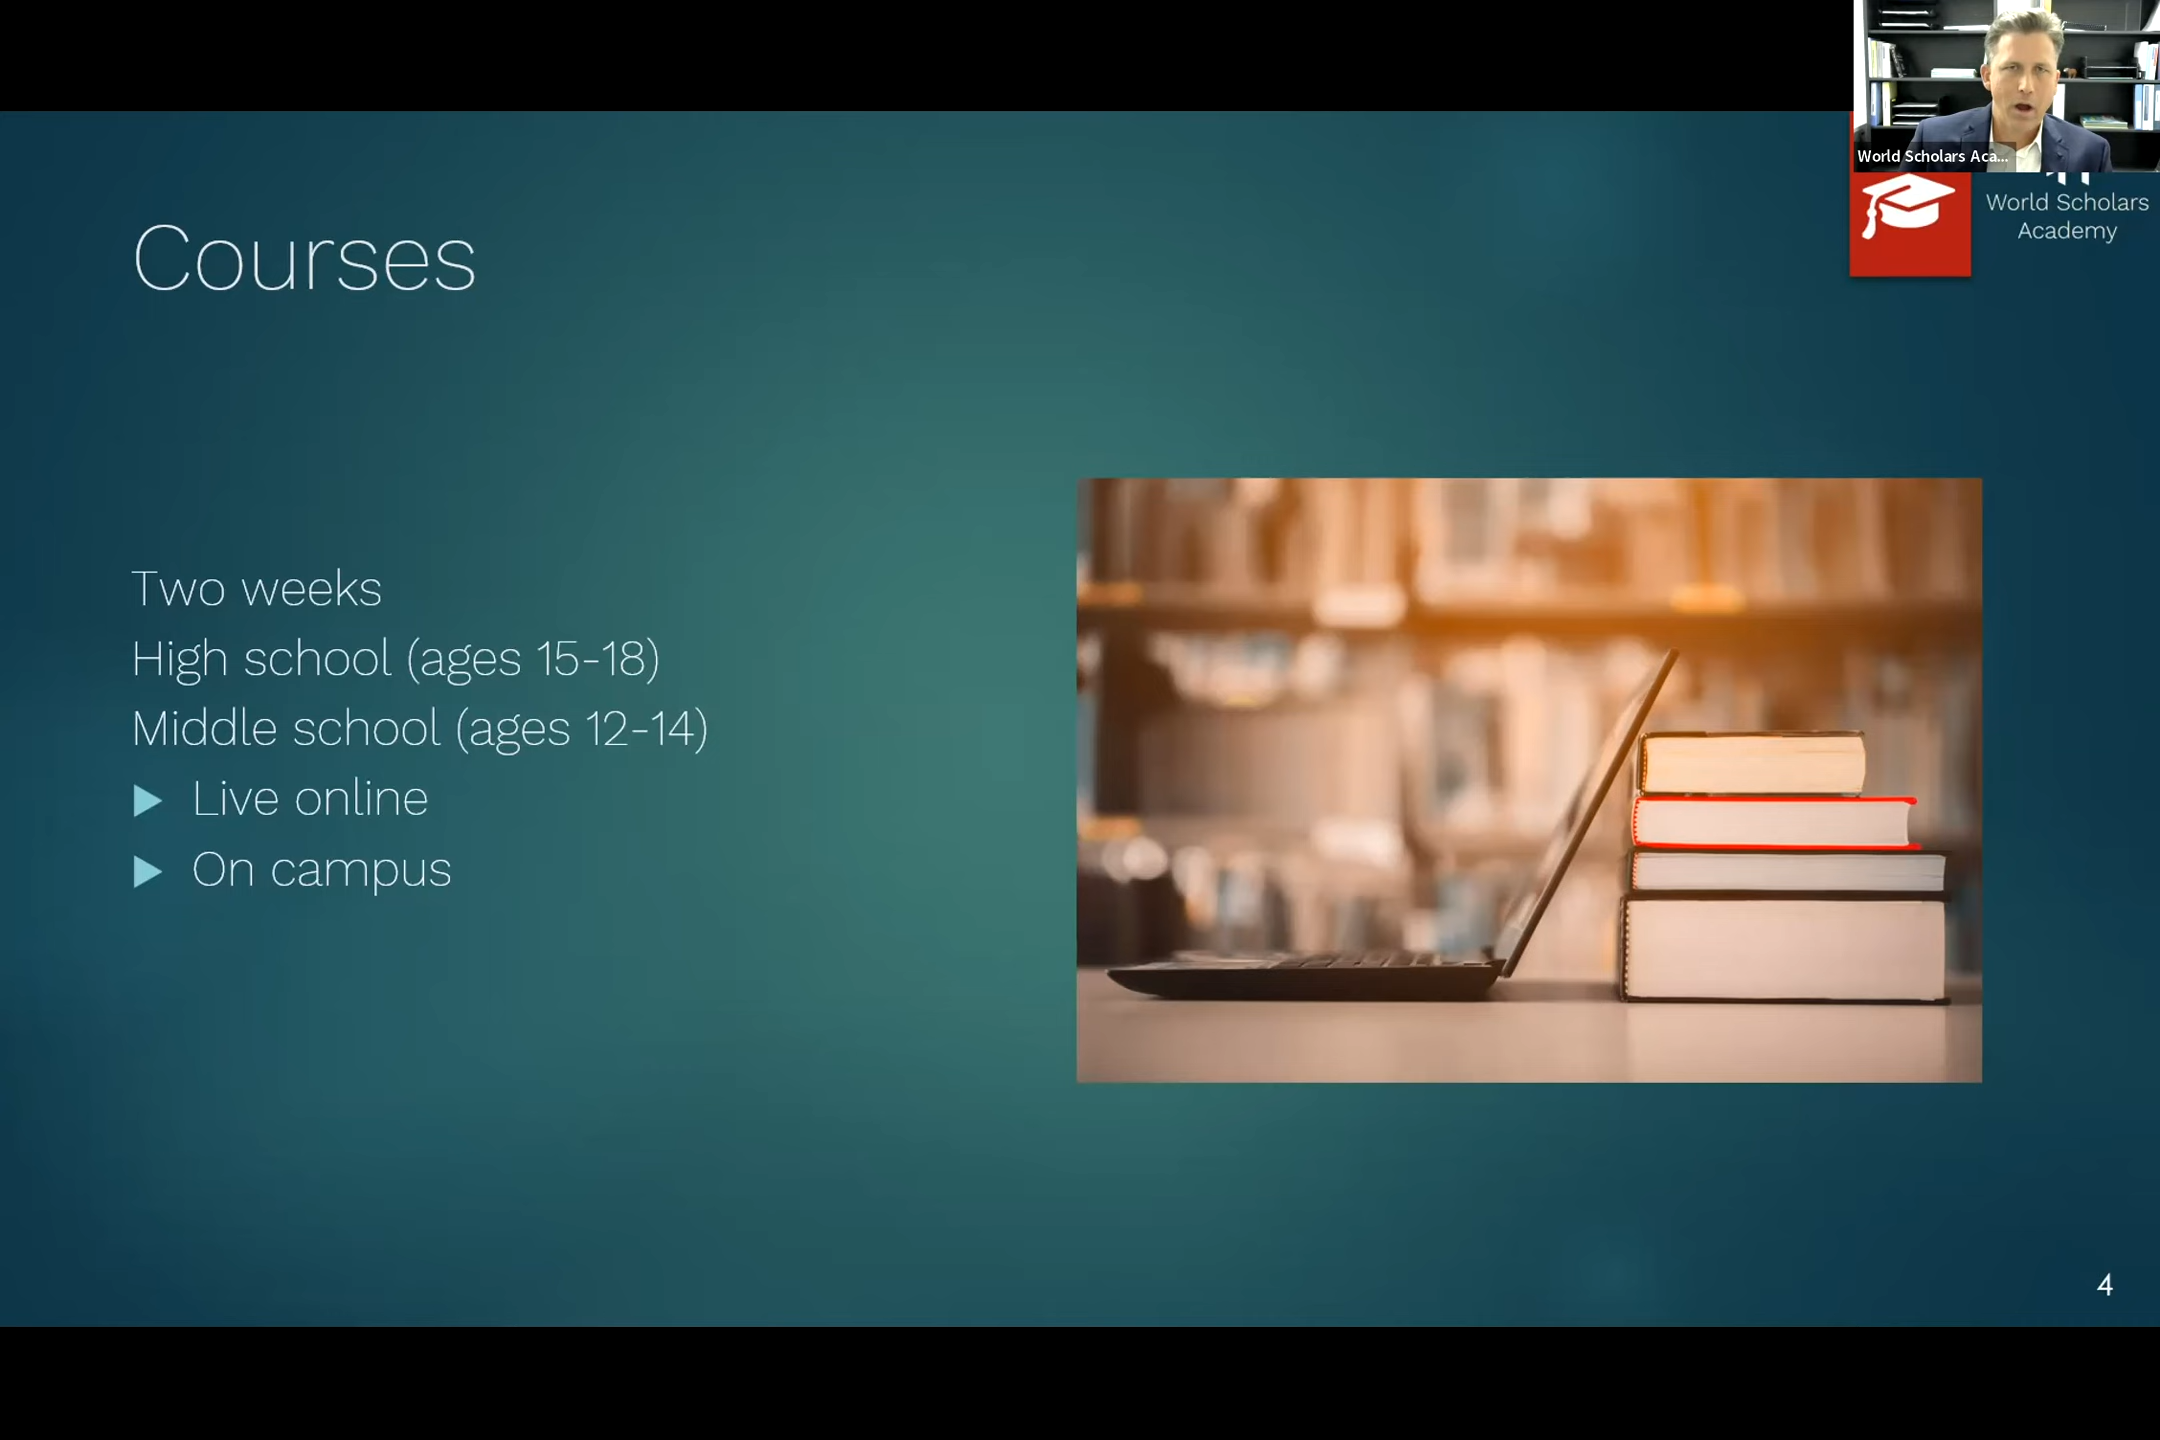 World Scholars Aca...
World Scholars
Academy
Courses
Two weeks
High school (ages 15-18)
Middle school (ages 12-14)
Live online
On campus
4